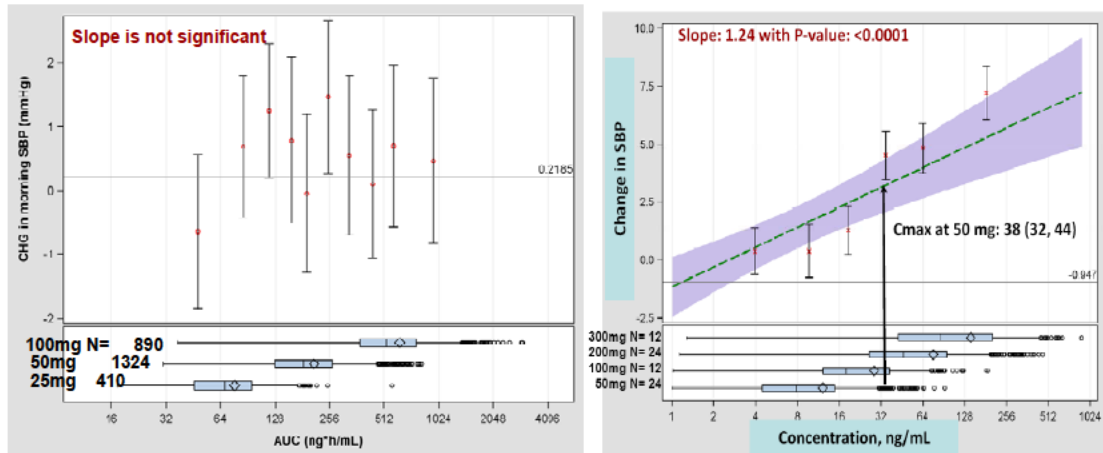 Slope is not significant
CHG in morning SBP (mmHg)
2
1
0
-1
-2
0.2185
100mg N= 890
50mg 1324
25mg 410
16 32 64 128 256 512 1024 2048 4096
AUC (ng*h/mL)
Slope: 1.24 with P-value: <0.0001
Change in SBP
10.0
7.5
5.0
2.5
0.0
-2.5
Cmax at 50 mg: 38 (32, 44)
-0.947
300mg N= 12
200mg N= 24
100mg N= 12
50mg N= 24
1 2 4 8 16 32 64 128 256 512 1024
Concentration, ng/mL